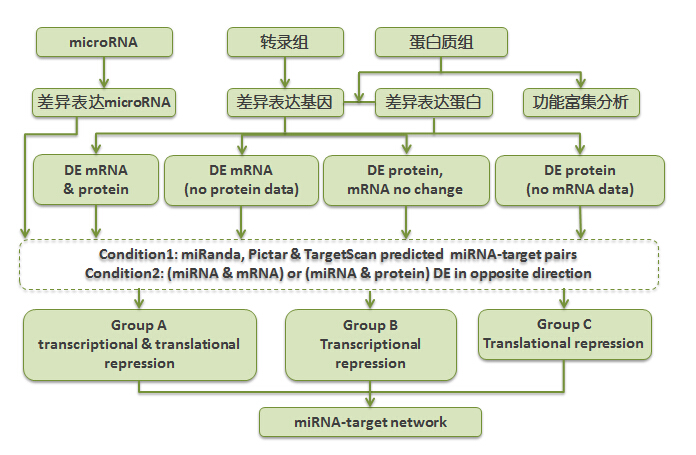 microRNA
转录组
蛋白质组
差异表达microRNA
差异表达基因
差异表达蛋白
功能富集分析
DE mRNA
& protein
DE mRNA
(no protein data)
DE protein,
mRNA no change
DE protein
(no mRNA data)
Condition1: miRanda, Pictar & TargetScan predicted miRNA-target pairs
Condition2: (miRNA & mRNA) or (miRNA & protein) DE in opposite direction
Group A
transcriptional & translational
repression
Group B
Transcriptional
repression
Group C
Translational repression
miRNA-target network